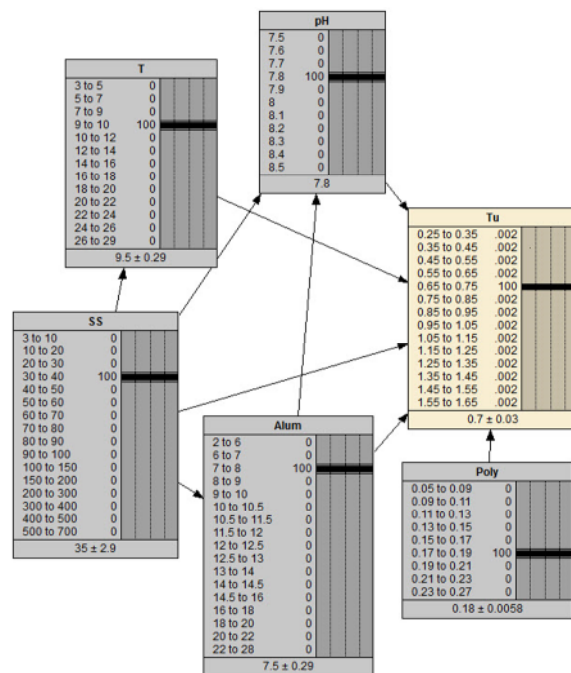 pH
7.5 0
7.6 0
7.7 0
7.8 100
7.9 0
8 0
8.1 0
8.2 0
8.3 0
8.4 0
8.5 0
7.8
T
3 to 5 0
5 to 7 0
7 to 9 0
9 to 10 100
10 to 12 0
12 to 14 0
14 to 16 0
16 to 18 0
18 to 20 0
20 to 22 0
22 to 24 0
24 to 26 0
26 to 29 0
9.5 ± 0.29
Tu
0.25 to 0.35 .002
0.35 to 0.45 .002
0.45 to 0.55 .002
0.55 to 0.65 .002
0.65 to 0.75 100
0.75 to 0.85 .002
0.85 to 0.95 .002
0.95 to 1.05 .002
1.05 to 1.15 .002
1.15 to 1.25 .002
1.25 to 1.35 .002
1.35 to 1.45 .002
1.45 to 1.55 .002
1.55 to 1.65 .002
0.7 ± 0.03
SS
3 to 10 0
10 to 20 0
20 to 30 0
30 to 40 100
40 to 50 0
50 to 60 0
60 to 70 0
70 to 80 0
80 to 90 0
90 to 100 0
100 to 150 0
150 to 200 0
200 to 300 0
300 to 400 0
400 to 500 0
500 to 700 0
35 ± 2.9
Alum
2 to 6 0
6 to 7 0
7 to 8 100
8 to 9 0
9 to 10 0
10 to 10.5 0
10.5 to 11.5 0
11.5 to 12 0
12 to 12.5 0
12.5 to 13 0
13 to 14 0
14 to 14.5 0
14.5 to 16 0
16 to 18 0
18 to 20 0
20 to 22 0
22 to 28 0
7.5 ± 0.29
Poly
0.05 to 0.09 0
0.09 to 0.11 0
0.11 to 0.13 0
0.13 to 0.15 0
0.15 to 0.17 0
0.17 to 0.19 100
0.19 to 0.21 0
0.21 to 0.23 0
0.23 to 0.27 0
0.18 ± 0.0058